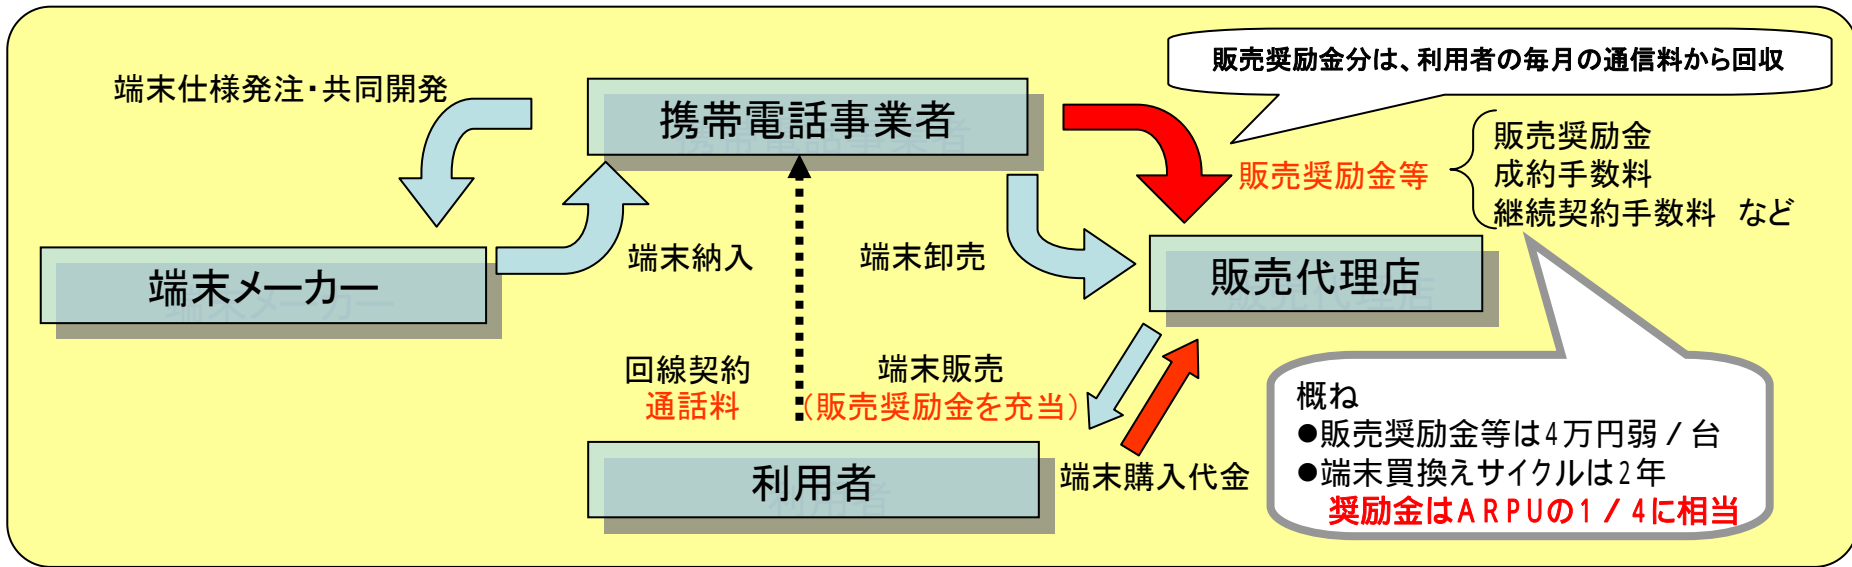 販売奨励金分は、利用者の毎月の通信料から回収
端末仕様発注・共同開発
携帯電話事業者
販売奨励金等
販売奨励金
成約手数料
継続契約手数料　など
端末納入
端末卸売
端末メーカー
販売代理店
回線契約
通話料
端末販売
（販売奨励金を充当）
利用者
端末購入代金
概ね
●販売奨励金等は4万円弱／台
●端末買換えサイクルは2年
奨励金はARPUの1／4に相当